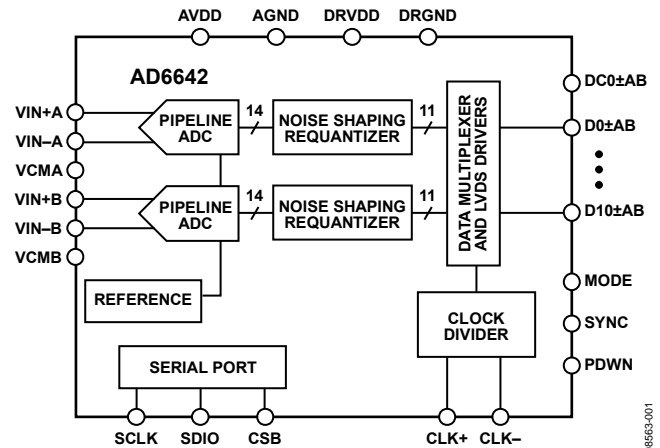 AVDD AGND DRVDD DRGND
AD6642
VIN+A
VIN–A
VCMA
VIN+B
VIN–B
VCMB
PIPELINE
ADC
14
NOISE SHAPING
REQUANTIZER
11
PIPELINE
ADC
14
NOISE SHAPING
REQUANTIZER
11
DATA MULTIPLEXER
AND LVDS DRIVERS
DC0±AB
D0±AB
D10±AB
MODE
SYNC
PDWN
REFERENCE
CLOCK
DIVIDER
SERIAL PORT
SCLK SDIO CSB CLK+ CLK–
08563-001